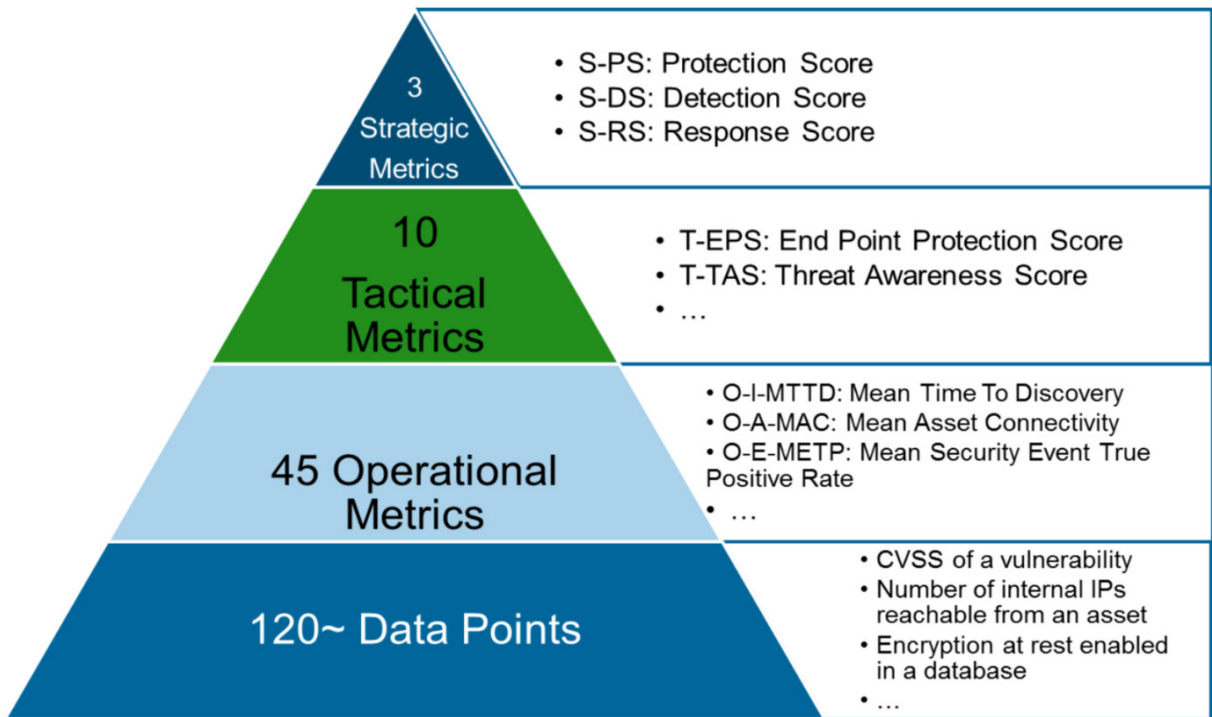 3
Strategic
Metrics
• S-PS: Protection Score
• S-DS: Detection Score
• S-RS: Response Score
10
Tactical
Metrics
• T-EPS: End Point Protection Score
• T-TAS: Threat Awareness Score
• ...
45 Operational
Metrics
• O-I-MTTD: Mean Time To Discovery
• O-A-MAC: Mean Asset Connectivity
• O-E-METP: Mean Security Event True
Positive Rate
• ...
120~ Data Points
• CVSS of a vulnerability
• Number of internal IPs
reachable from an asset
• Encryption at rest enabled
in a database
• ...